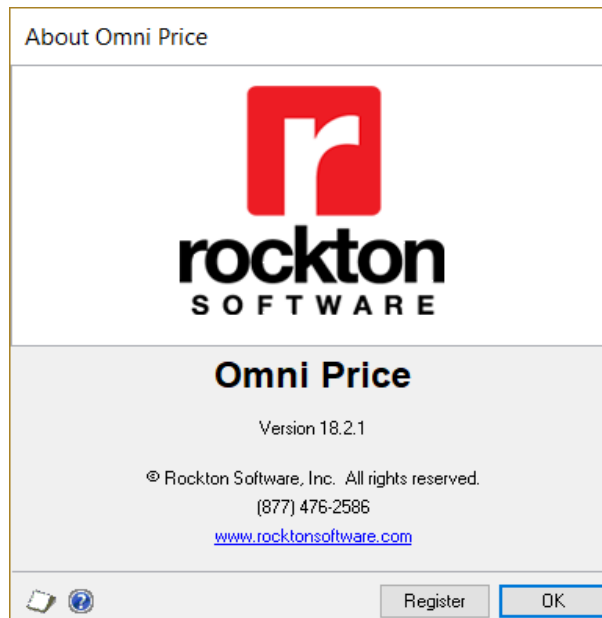 About Omni Price
r
rockton
SOFTWARE
Omni Price
Version 18.2.1
© Rockton Software, Inc. All rights reserved.
(877) 476-2586
www.rocktonsoftware.com
Register
OK